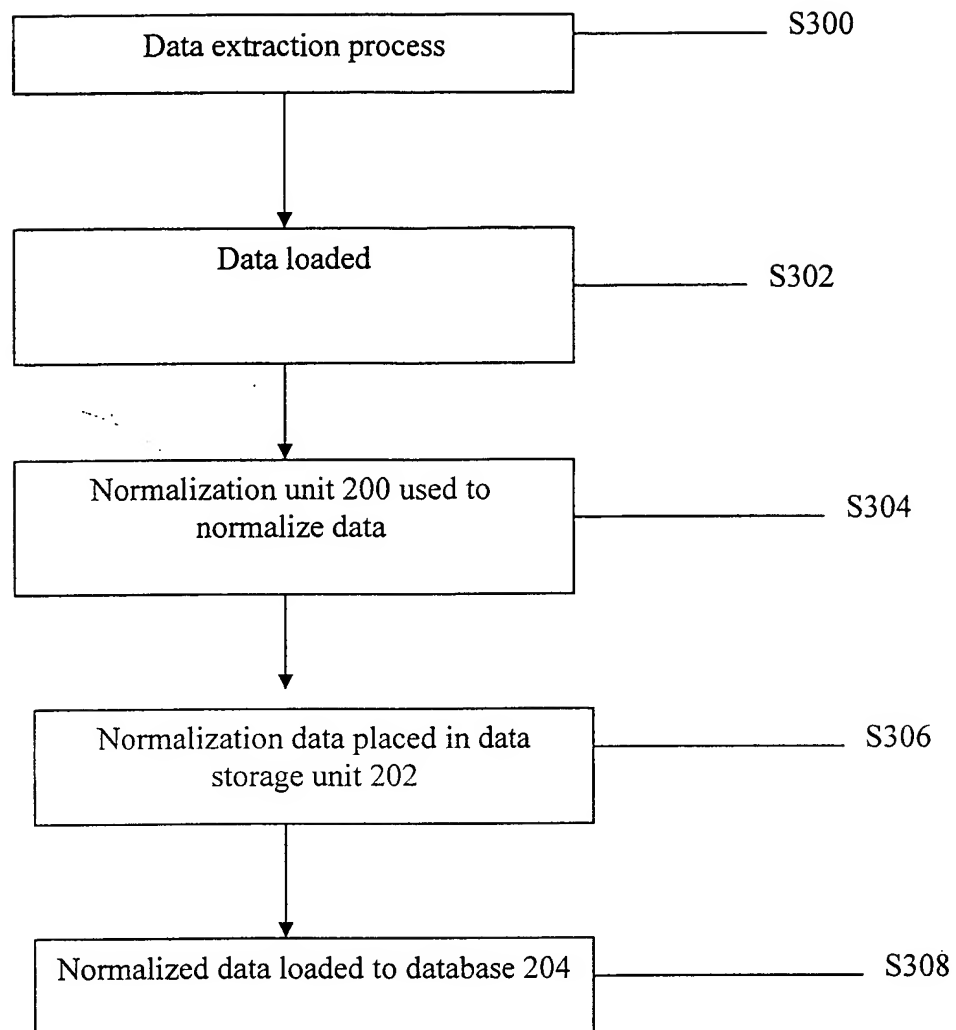 Data extraction process
S300
Data loaded
S302
Normalization unit 200 used to
normalize data
S304
Normalization data placed in data
storage unit 202
S306
Normalized data loaded to database 204
S308